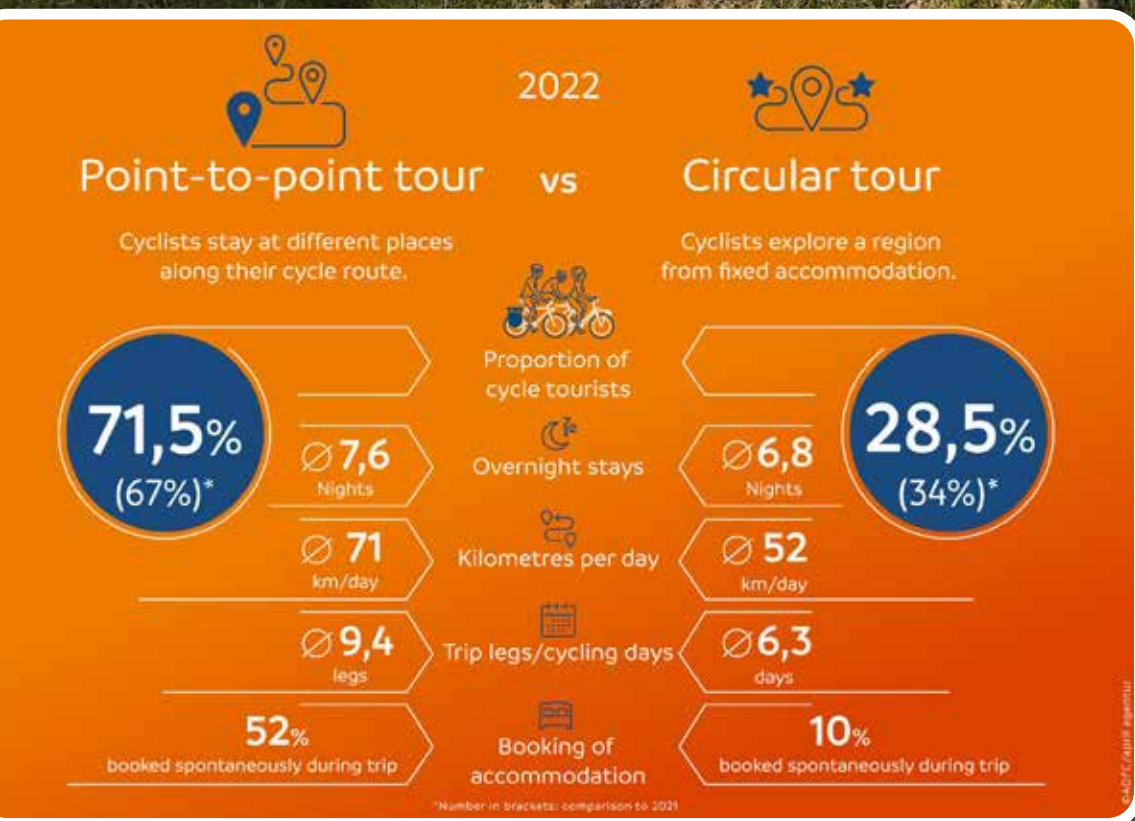 2022
Point-to-point tour
vs
Circular tour
Cyclists stay at different places
along their cycle route.
Cyclists explore a region
from fixed accommodation.
Proportion of
cycle tourists
71,5%
(67%)*
28,5%
(34%)*
Ø 7,6
Nights
Overnight stays
Ø 6,8
Nights
Ø 71
km/day
Kilometres per day
Ø 52
km/day
Ø 9,4
legs
Trip legs/cycling days
Ø 6,3
days
52%
booked spontaneously during trip
Booking of
accommodation
10%
booked spontaneously during trip
*Number in brackets: comparison to 2021
©ADFC/april agentur